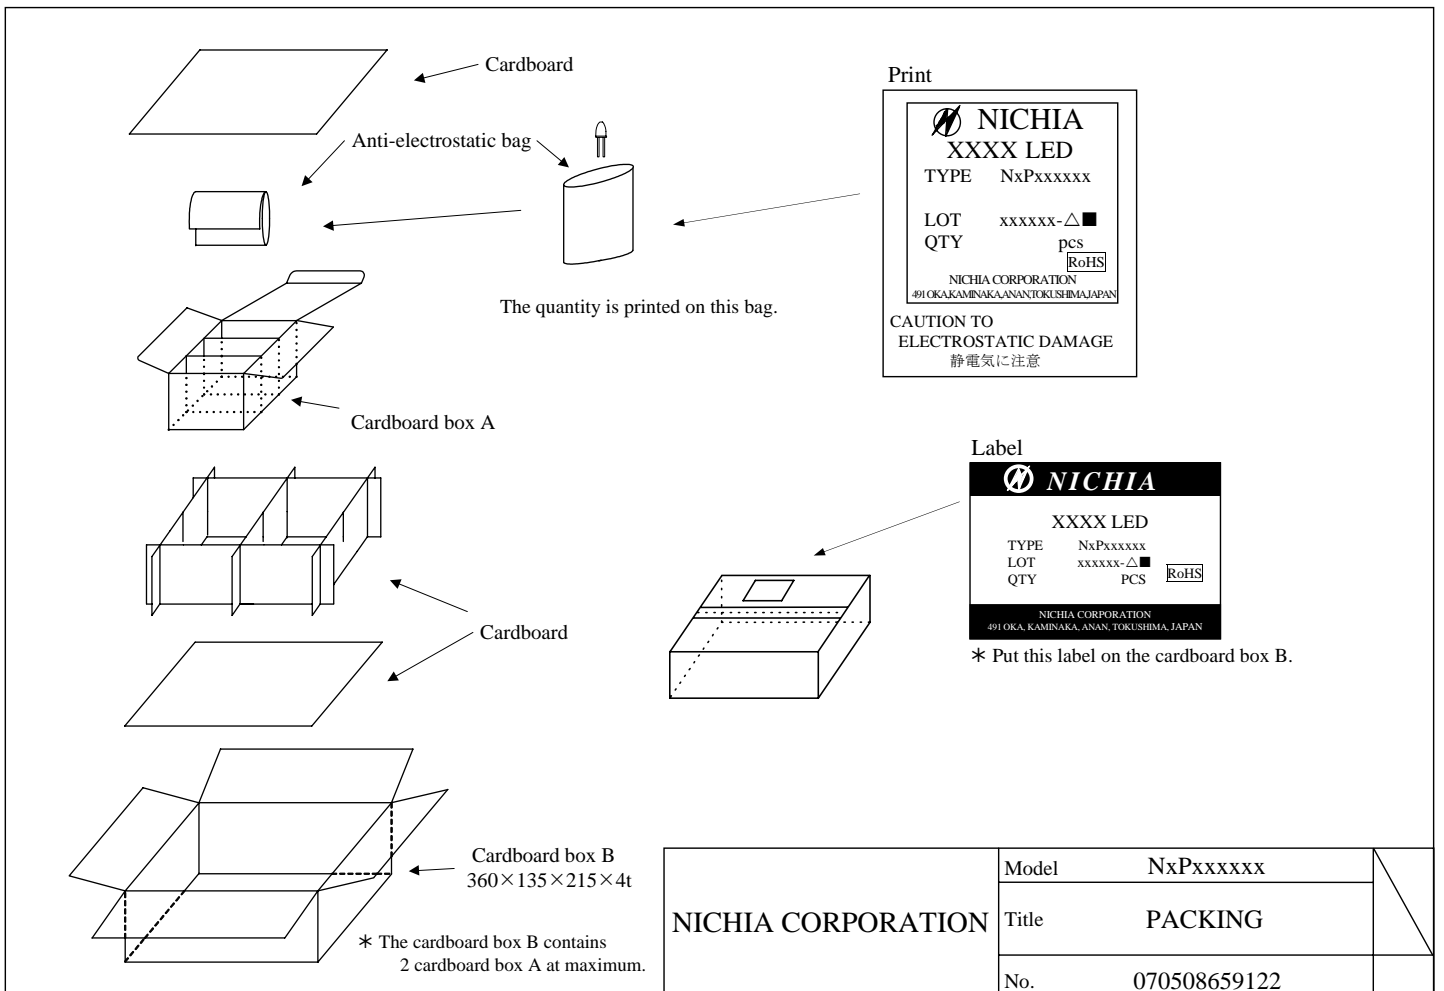 Cardboard
Anti-electrostatic bag
The quantity is printed on this bag.
Cardboard box A
Cardboard
Cardboard box B
360×135×215×4t
＊ The cardboard box B contains
2 cardboard box A at maximum.
Print
NICHIA
XXXX LED
TYPE NxPxxxxxx
LOT xxxxxx-△■
QTY pcs
RoHS
NICHIA CORPORATION
491 OKA,KAMINAKA,ANAN,TOKUSHIMA,JAPAN
CAUTION TO
ELECTROSTATIC DAMAGE
静電気に注意
Label
NICHIA
XXXX LED
TYPE NxPxxxxxx
LOT xxxxxx-△■
QTY PCS
RoHS
NICHIA CORPORATION
491 OKA, KAMINAKA, ANAN, TOKUSHIMA, JAPAN
＊ Put this label on the cardboard box B.
NICHIA CORPORATION
Model NxPxxxxxx
Title PACKING
No. 070508659122